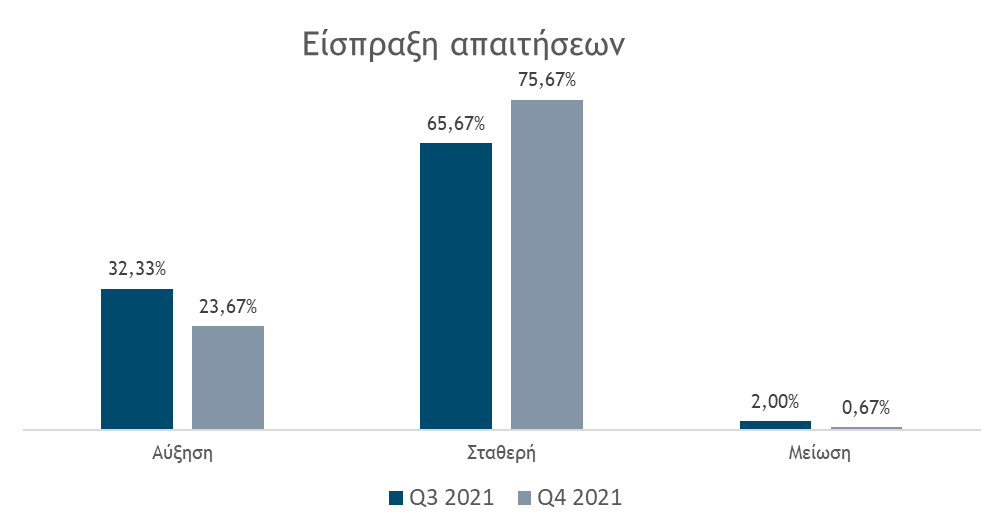 Είσπραξη απαιτήσεων
75,67%
65,67%
32,33%
23,67%
2,00%
0,67%
Αύξηση
Σταθερή
Μείωση
Q3 2021
Q4 2021